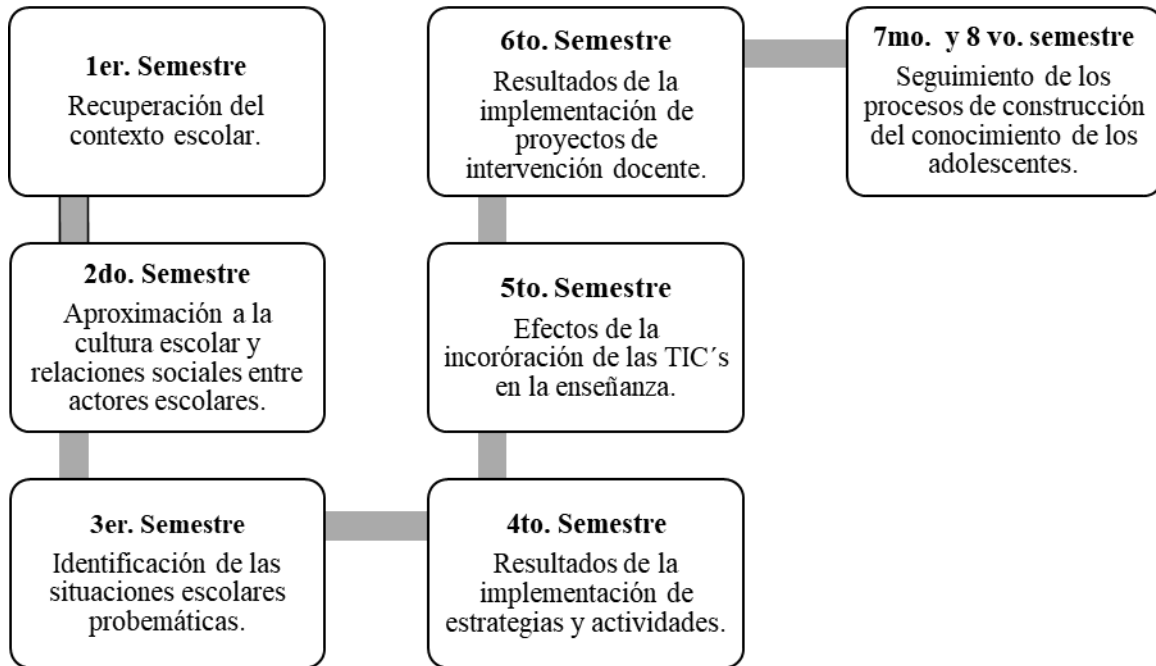 1er. Semestre
Recuperación del
contexto escolar.
2do. Semestre
Aproximación a la
cultura escolar y
relaciones sociales entre
actores escolares.
3er. Semestre
Identificación de las
situaciones escolares
probemáticas.
4to. Semestre
Resultados de la
implementación de
estrategias y actividades.
5to. Semestre
Efectos de la
incoróración de las TIC´s
en la enseñanza.
6to. Semestre
Resultados de la
implementación de
proyectos de
intervención docente.
7mo. y 8 vo. semestre
Seguimiento de los
procesos de construcción
del conocimiento de los
adolescentes.